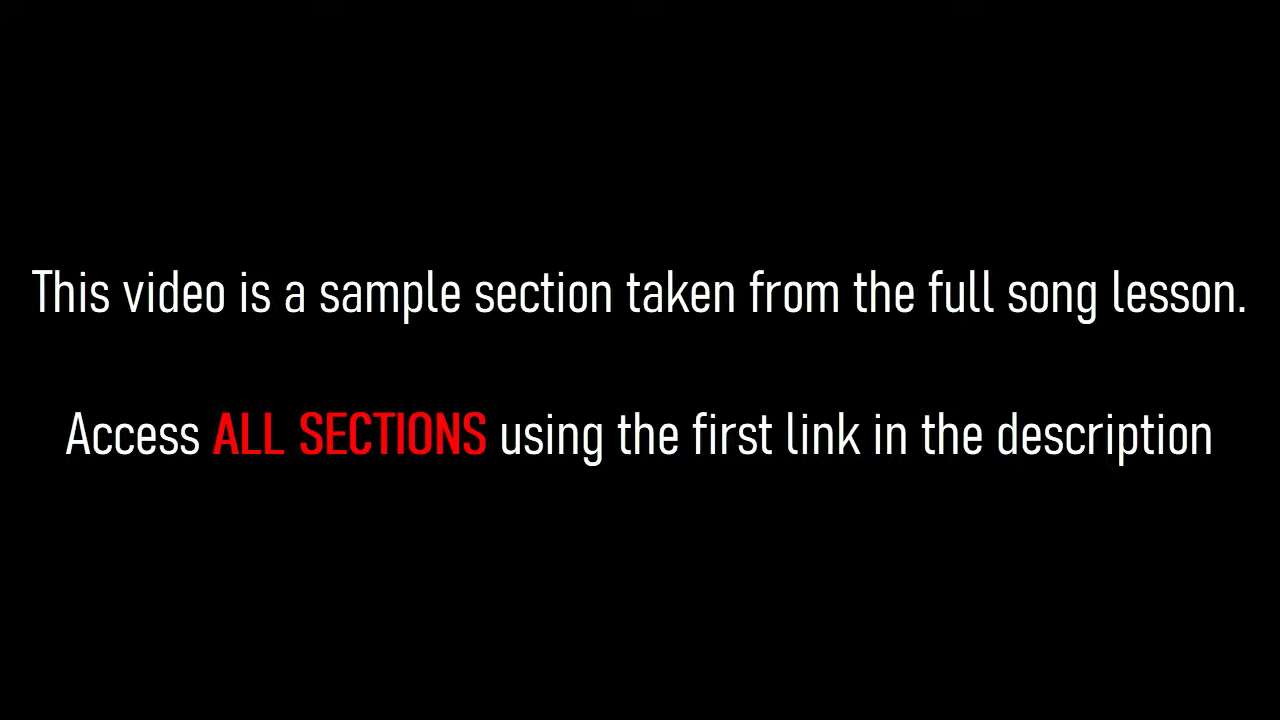 This video is a sample section taken from the full song lesson.
Access ALL SECTIONS using the first link in the description